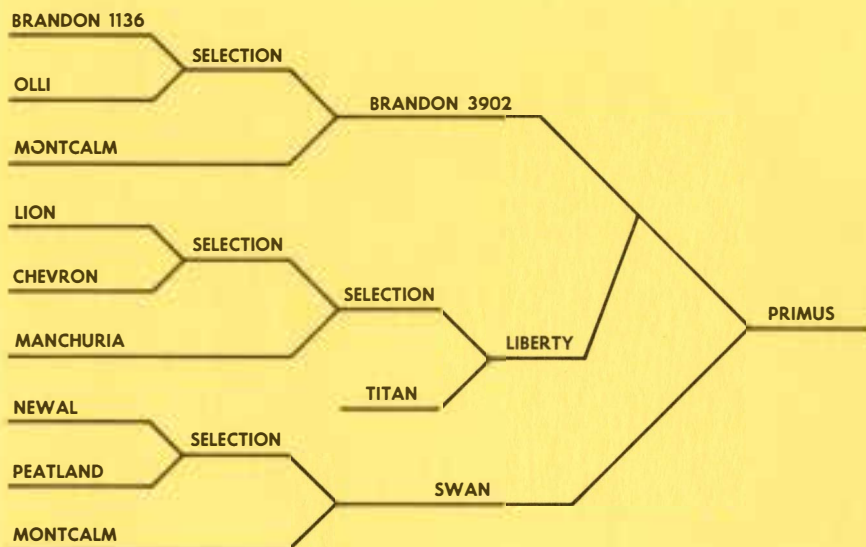 BRANDON 1136
SELECTION
OLLI
BRANDON 3902
MONTCALM
LION
SELECTION
CHEVRON
SELECTION
MANCHURIA
LIBERTY
PRIMUS
TITAN
NEWAL
SELECTION
PEATLAND
SWAN
MONTCALM